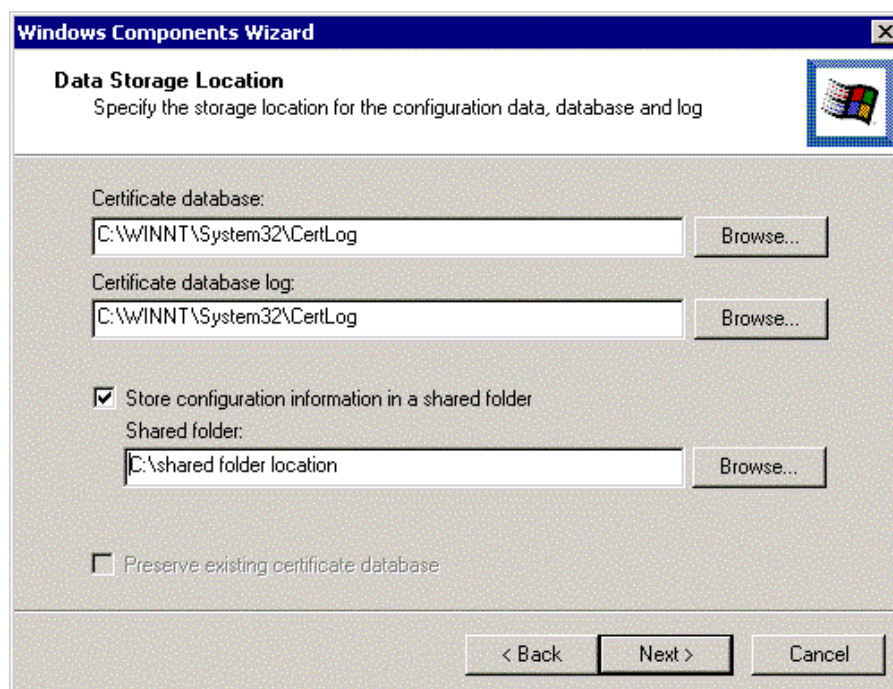 Windows Components Wizard
Data Storage Location
Specify the storage location for the configuration data, database and log
Certificate database:
C:\WINNT\System32\CertLog
Browse...
Certificate database log:
C:\WINNT\System32\CertLog
Browse...
Store configuration information in a shared folder
Shared folder:
C:\shared folder location
Browse...
Preserve existing certificate database
< Back
Next >
Cancel